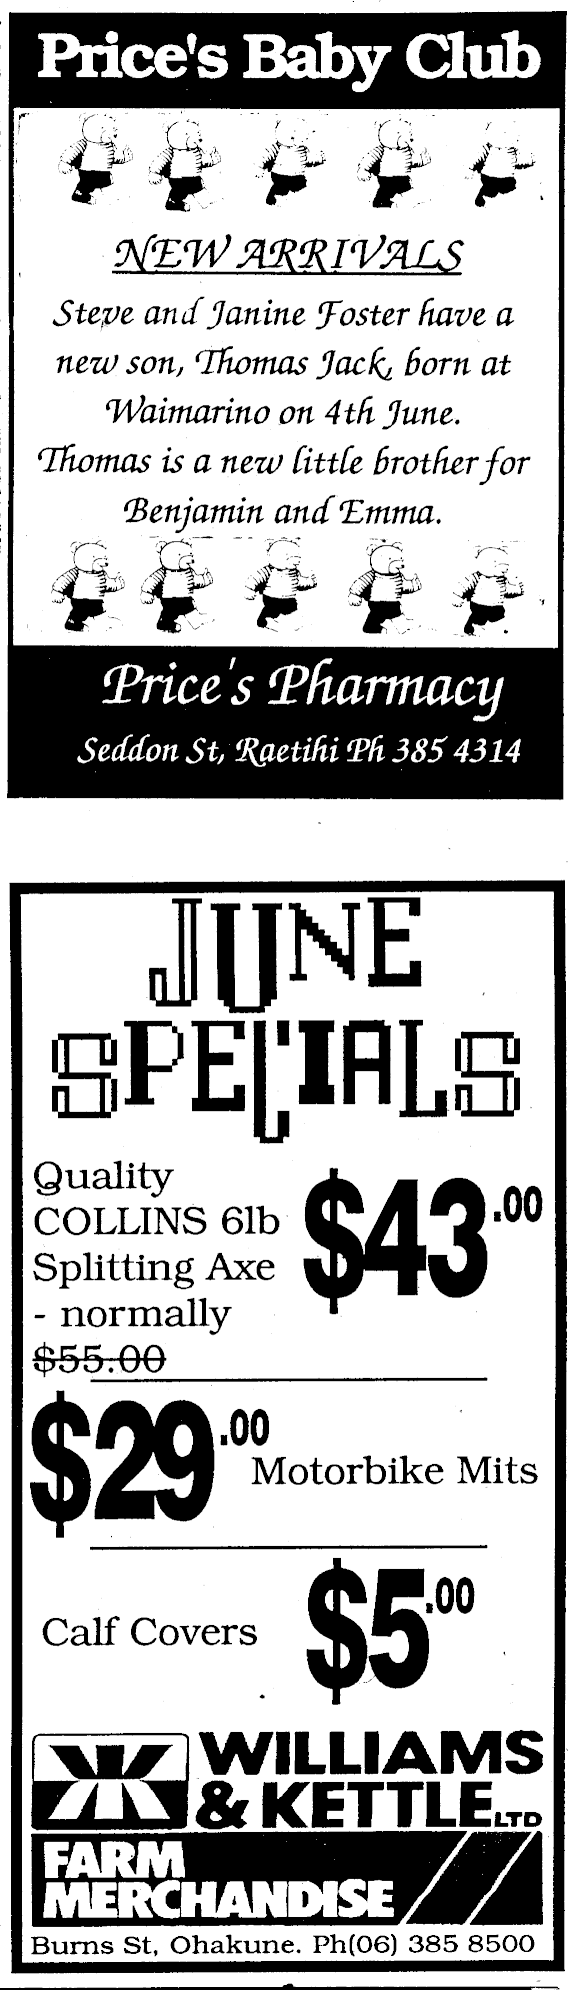 Price's Baby Club
NEW ARRIVALS
Steve and Janine Foster have a
new son, Thomas Jack, born at
Waimarino on 4th June.
Thomas is a new little brother for
Benjamin and Emma.
Price's Pharmacy
Seddon St, Raetihi Ph 385 4314
JUNE
SPECIALS
Quality
COLLINS 6lb
Splitting Axe
- normally
$55.00
$43.00
$29.00
Motorbike Mits
Calf Covers
$5.00
WILLIAMS
& KETTLE LTD
FARM
MERCHANDISE
Burns St, Ohakune. Ph(06) 385 8500